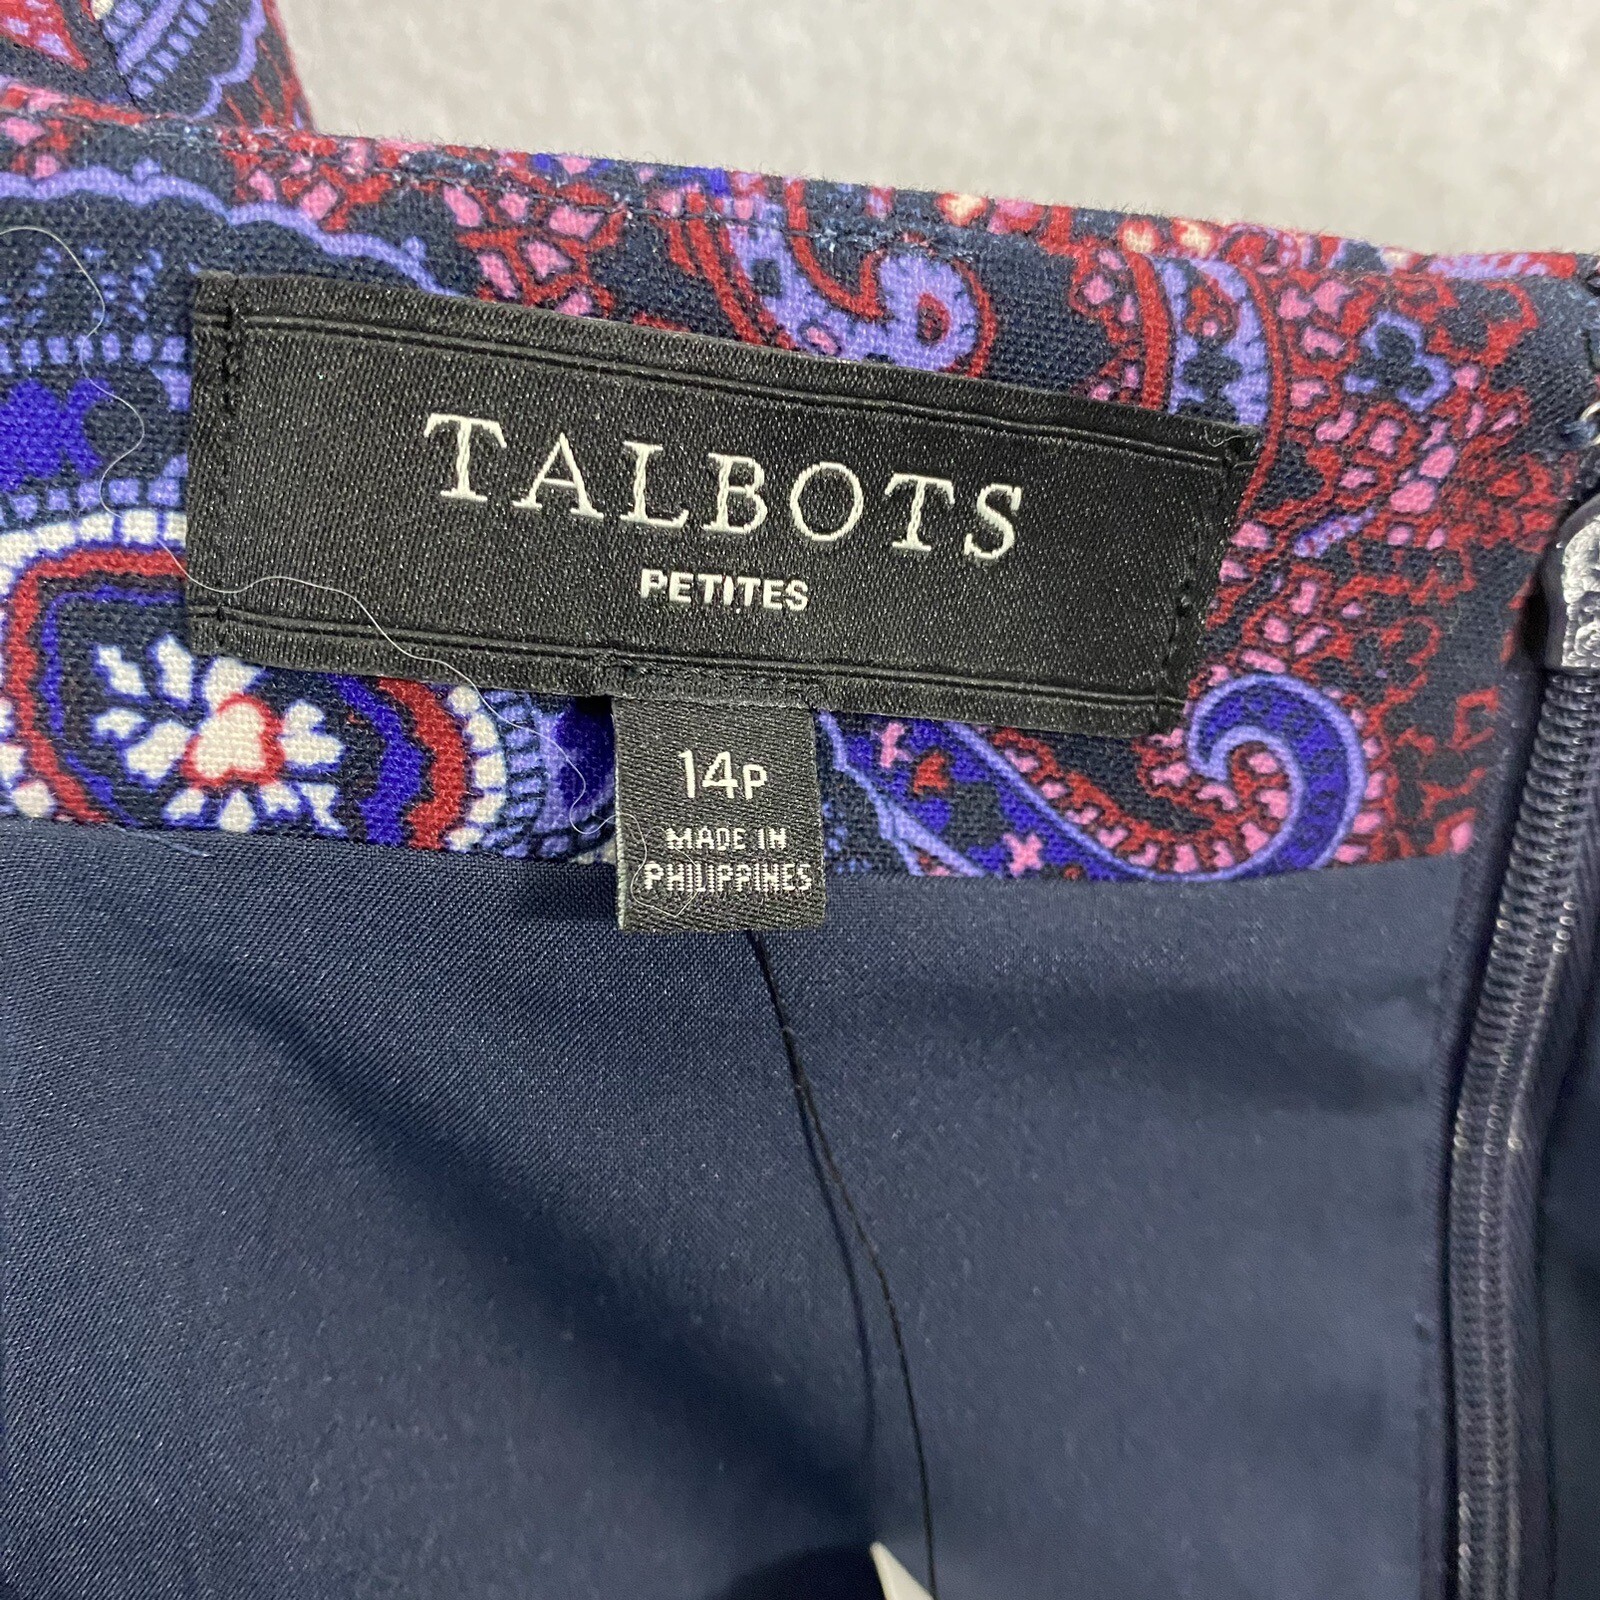 TALBOTS
PETITES
14P
MADE IN
PHILIPPINES